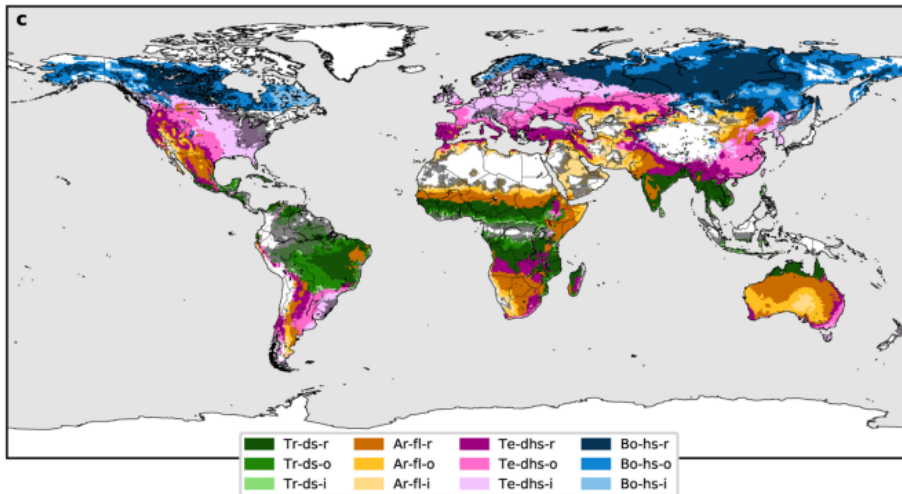 c
Tr-ds-r Ar-fl-r Te-dhs-r Bo-hs-r
Tr-ds-o Ar-fl-o Te-dhs-o Bo-hs-o
Tr-ds-i Ar-fl-i Te-dhs-i Bo-hs-i